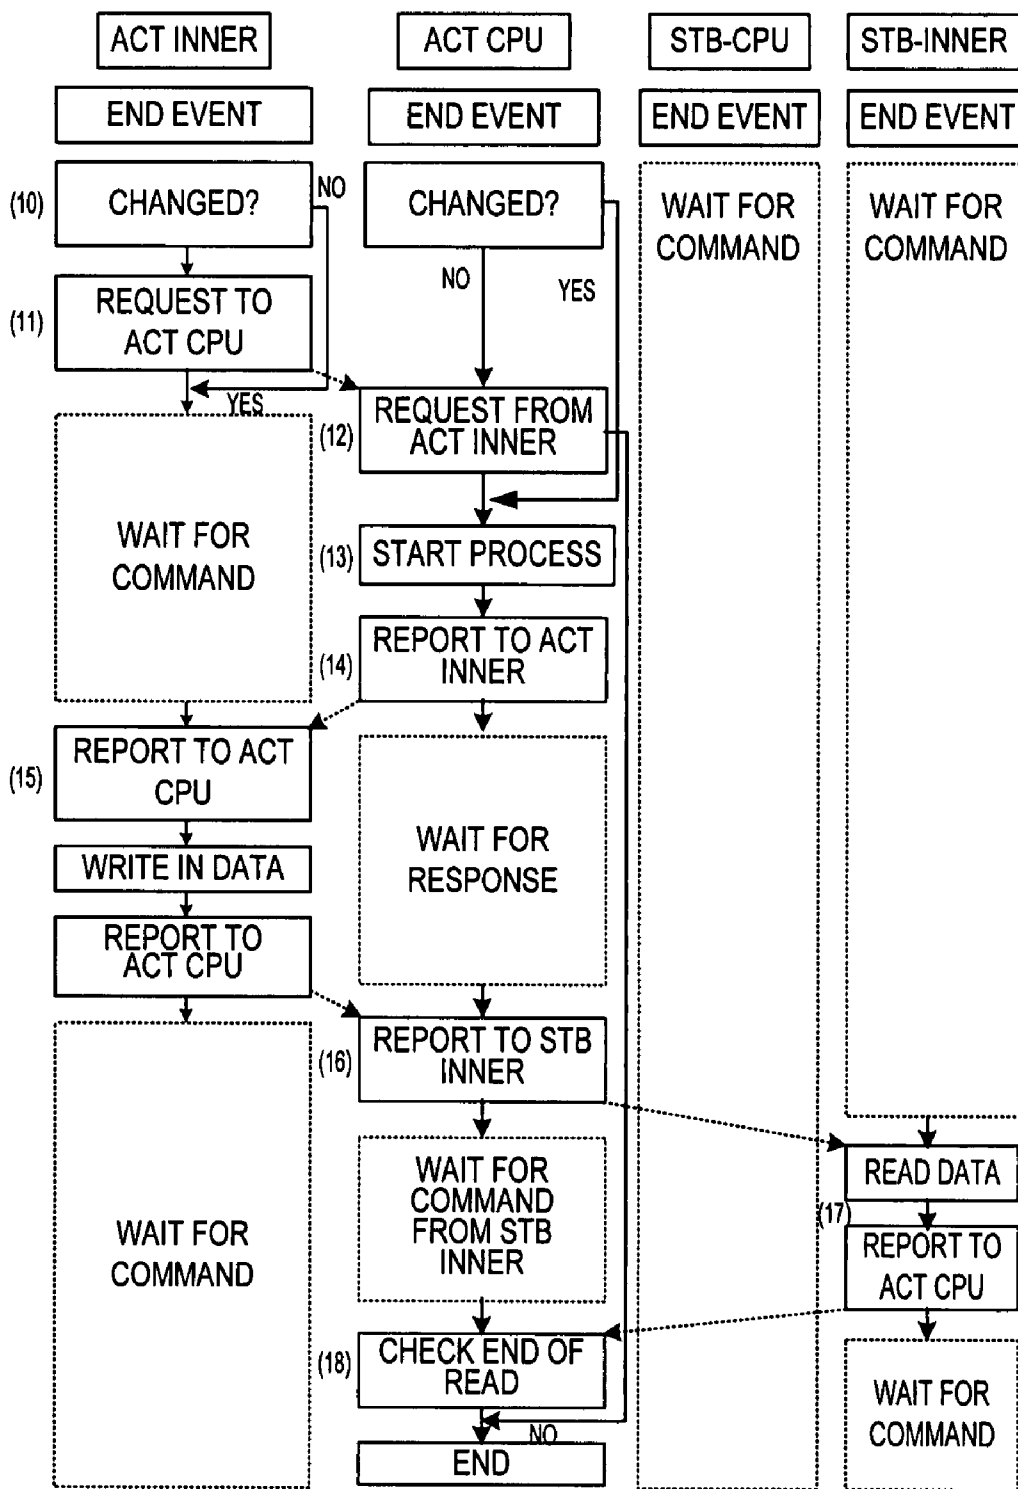 ACT INNER
ACT CPU
STB-CPU
STB-INNER
END EVENT
END EVENT
END EVENT
END EVENT
(10)
CHANGED?
NO
CHANGED?
WAIT FOR
COMMAND
WAIT FOR
COMMAND
NO
YES
(11)
REQUEST TO
ACT CPU
YES
(12)
REQUEST FROM
ACT INNER
WAIT FOR
COMMAND
(13)
START PROCESS
(14)
REPORT TO ACT
INNER
(15)
REPORT TO ACT
CPU
WAIT FOR
RESPONSE
WRITE IN DATA
REPORT TO
ACT CPU
(16)
REPORT TO STB
INNER
WAIT FOR
COMMAND
FROM STB
INNER
READ DATA
(17)
REPORT TO
ACT CPU
WAIT FOR
COMMAND
(18)
CHECK END OF
READ
WAIT FOR
COMMAND
NO
END